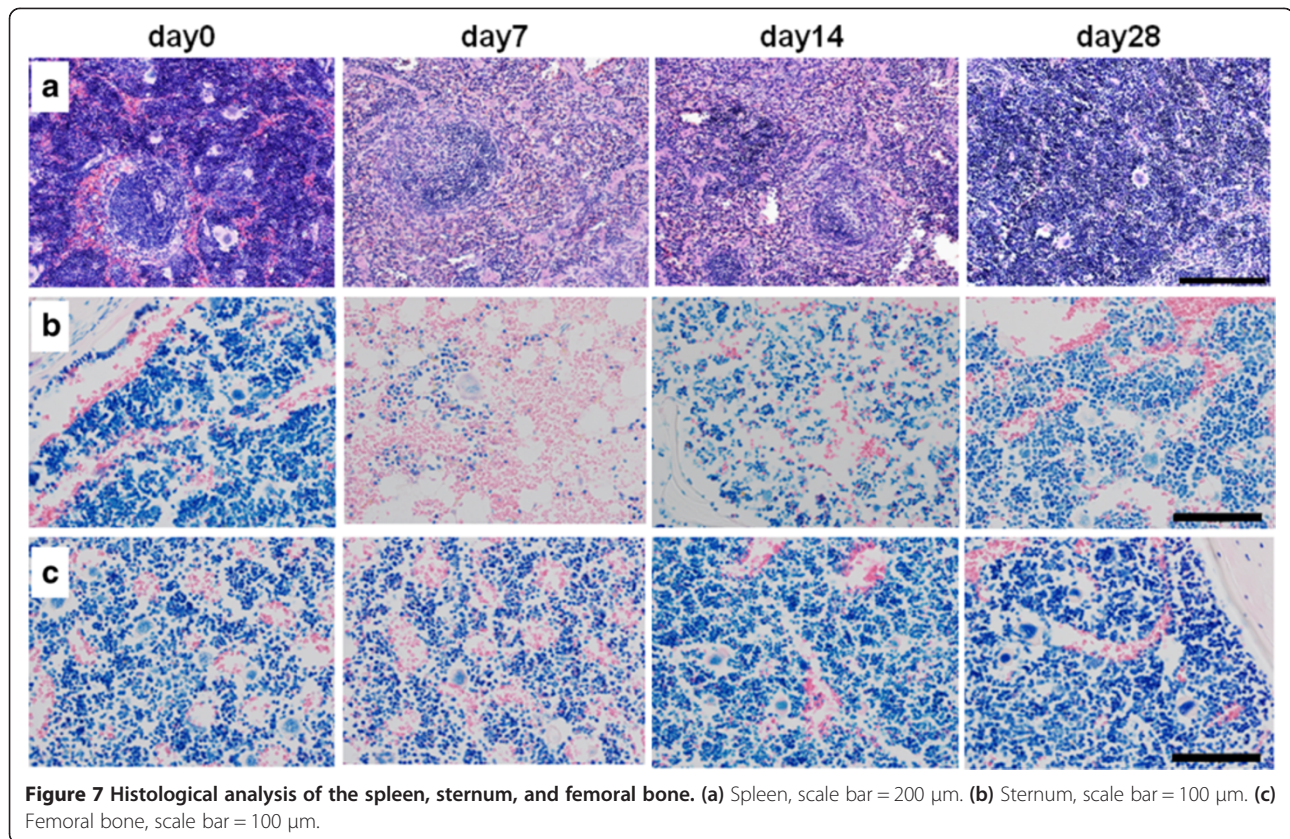 day0 day7 day14 day28
a
b
c
Figure 7 Histological analysis of the spleen, sternum, and femoral bone. (a) Spleen, scale bar = 200 μm. (b) Sternum, scale bar = 100 μm. (c)
Femoral bone, scale bar = 100 μm.